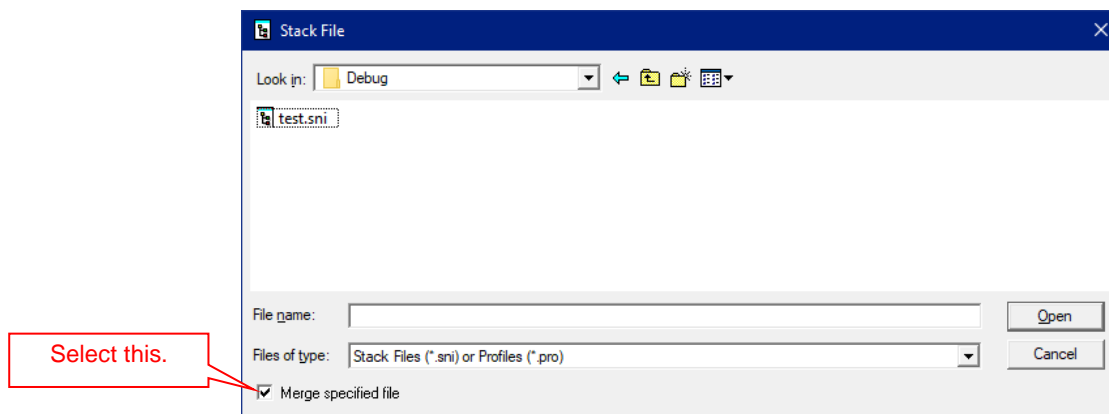 Stack File
Look in: Debug
test.sni
File name:
Open
Files of type: Stack Files (*.sni) or Profiles (*.pro)
Cancel
Select this.
Merge specified file